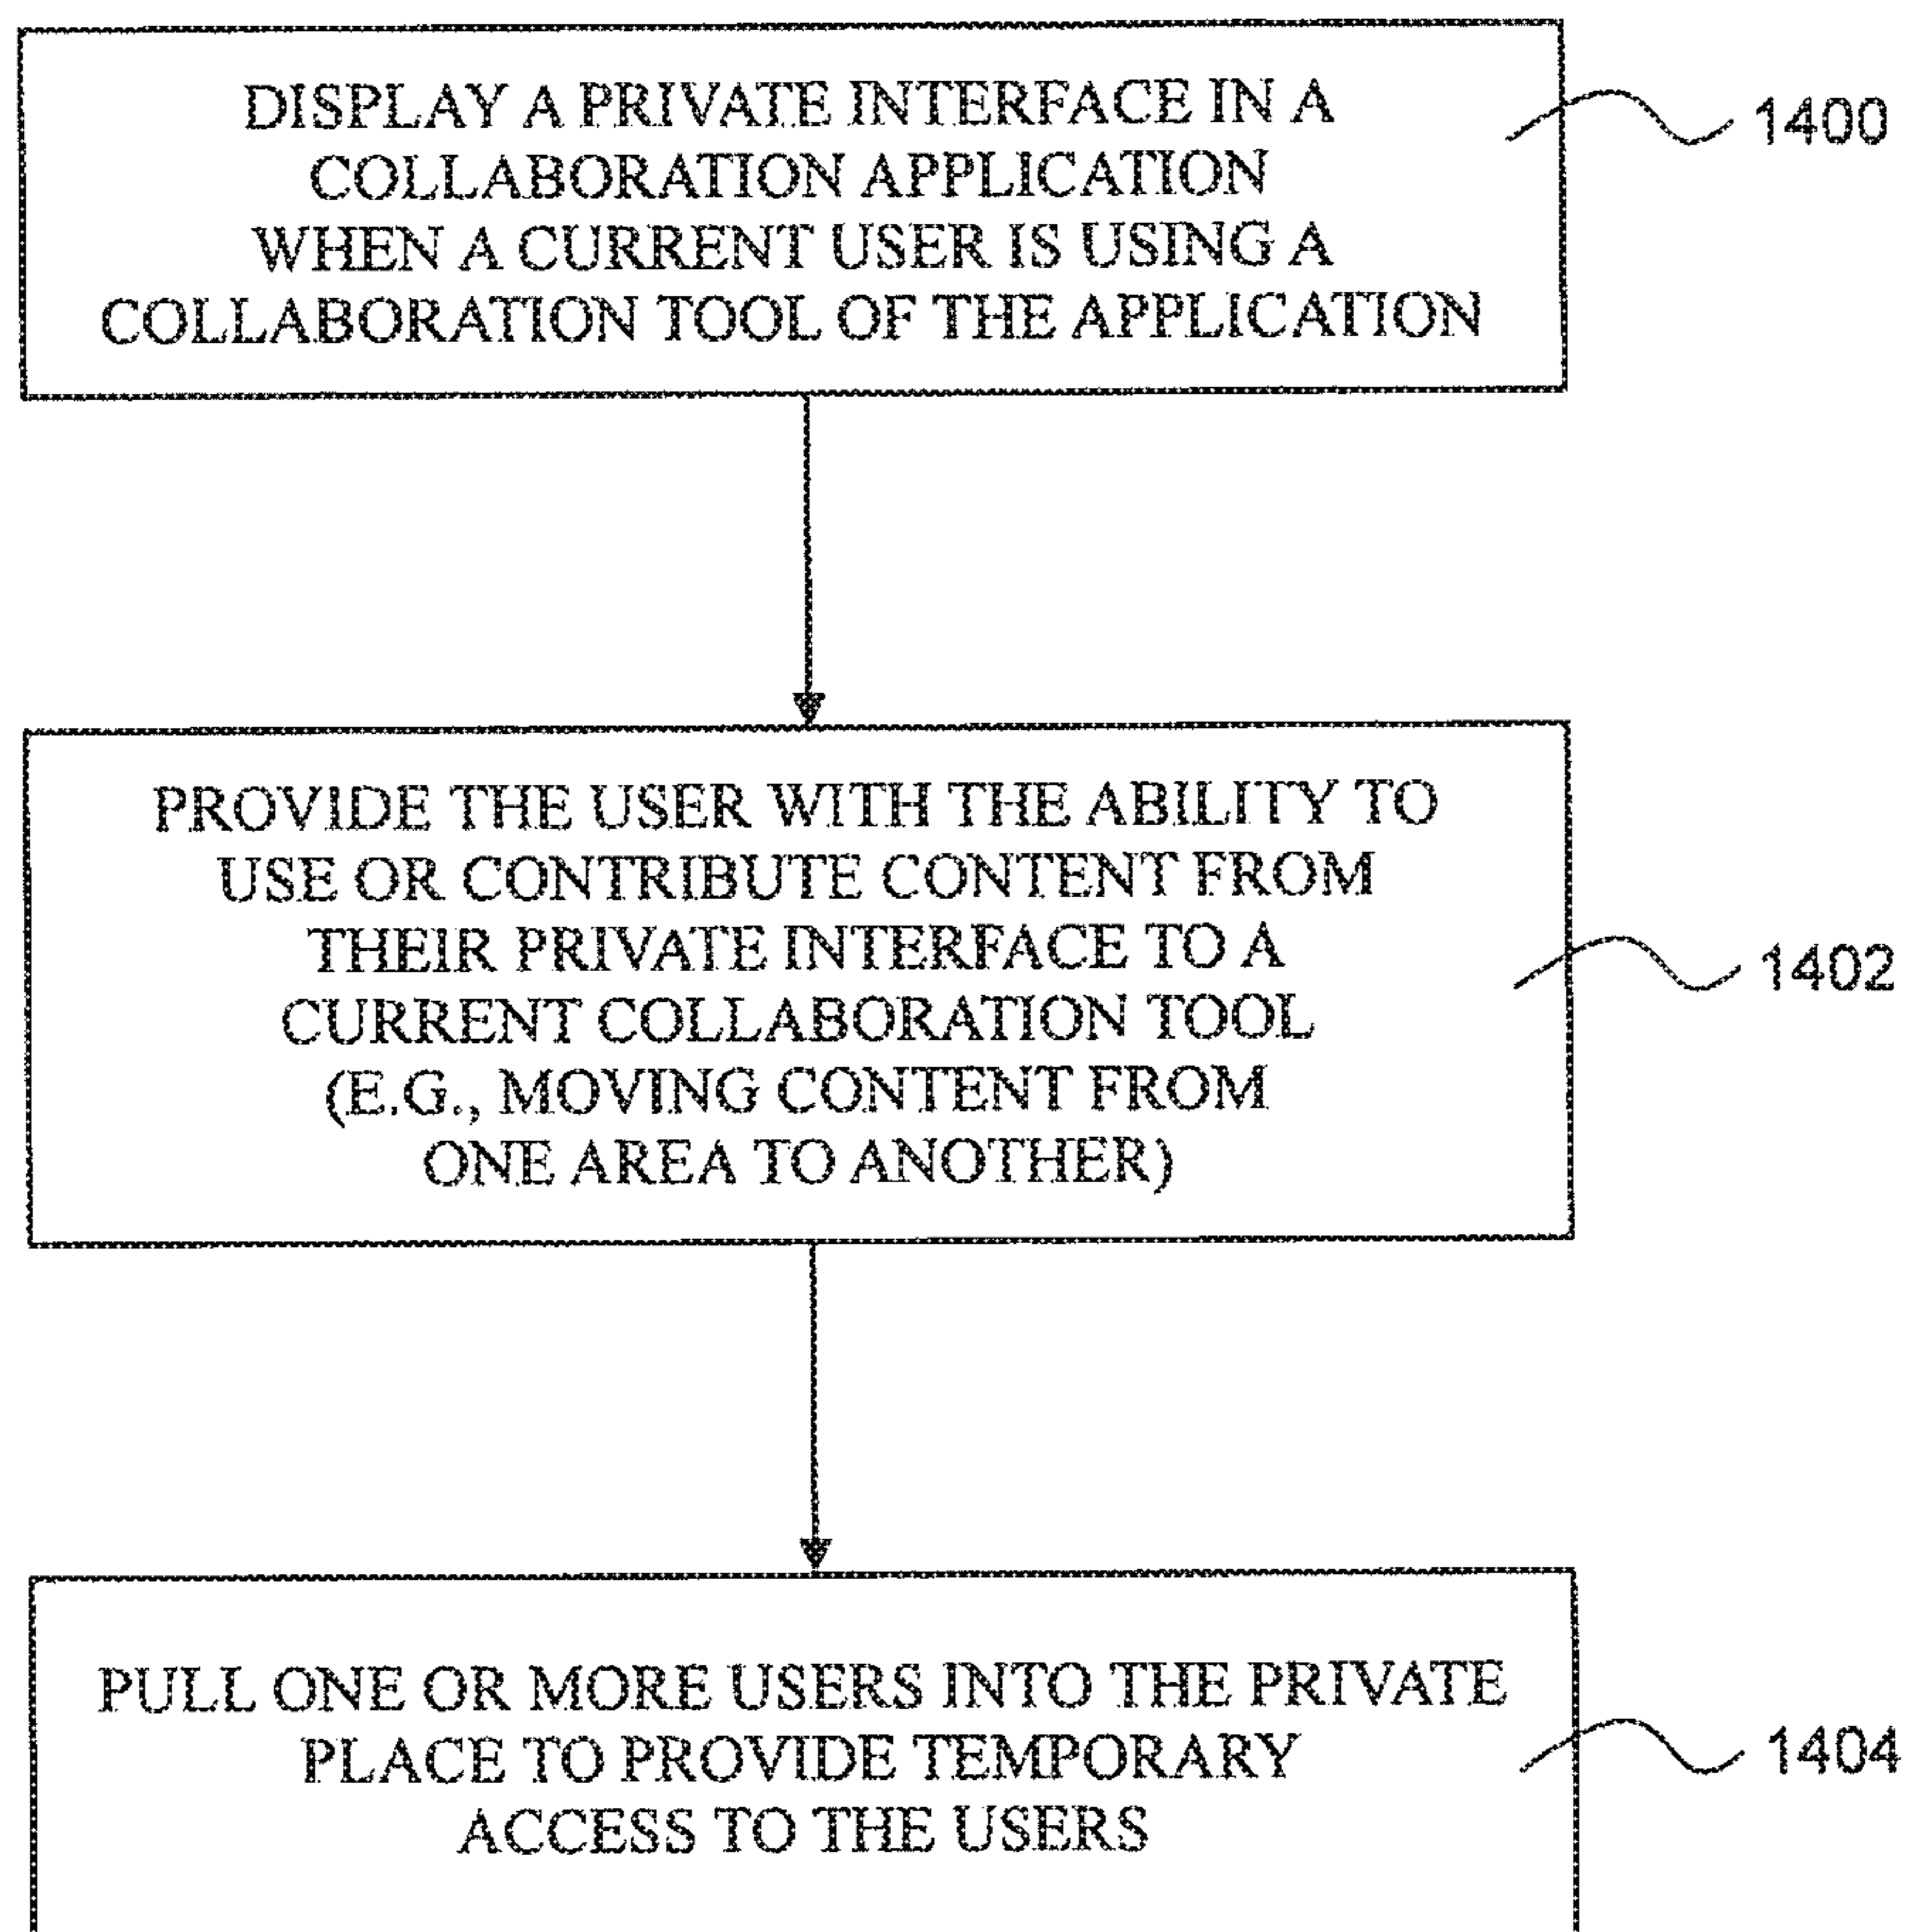 DISPLAY A PRIVATE INTERFACE IN A
COLLABORATION APPLICATION
WHEN A CURRENT USER IS USING A
COLLABORATION TOOL OF THE APPLICATION
1400
PROVIDE THE USER WITH THE ABILITY TO
USE OR CONTRIBUTE CONTENT FROM
THEIR PRIVATE INTERFACE TO A
CURRENT COLLABORATION TOOL
(E.G., MOVING CONTENT FROM
ONE AREA TO ANOTHER)
1402
PULL ONE OR MORE USERS INTO THE PRIVATE
PLACE TO PROVIDE TEMPORARY
ACCESS TO THE USERS
1404